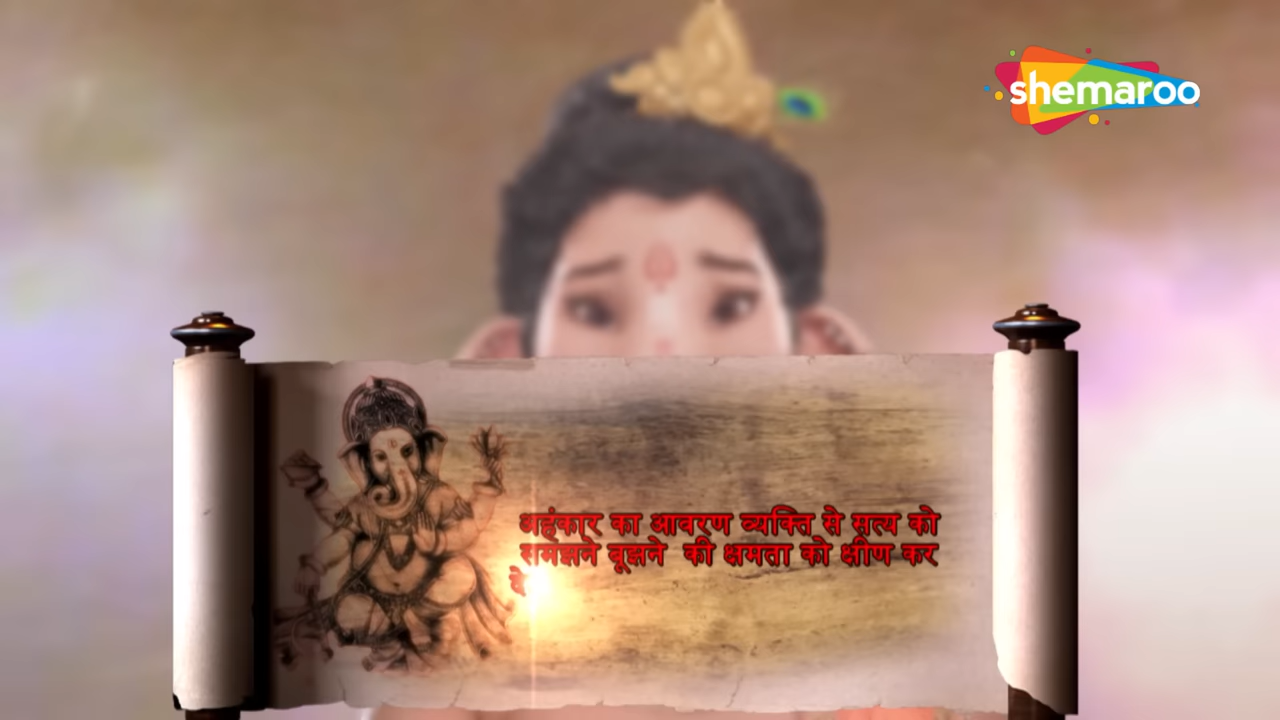 shemaroo
अहंकार का आवरण व्यक्ति से सत्य को
समझने बूझने की क्षमता को क्षीण कर